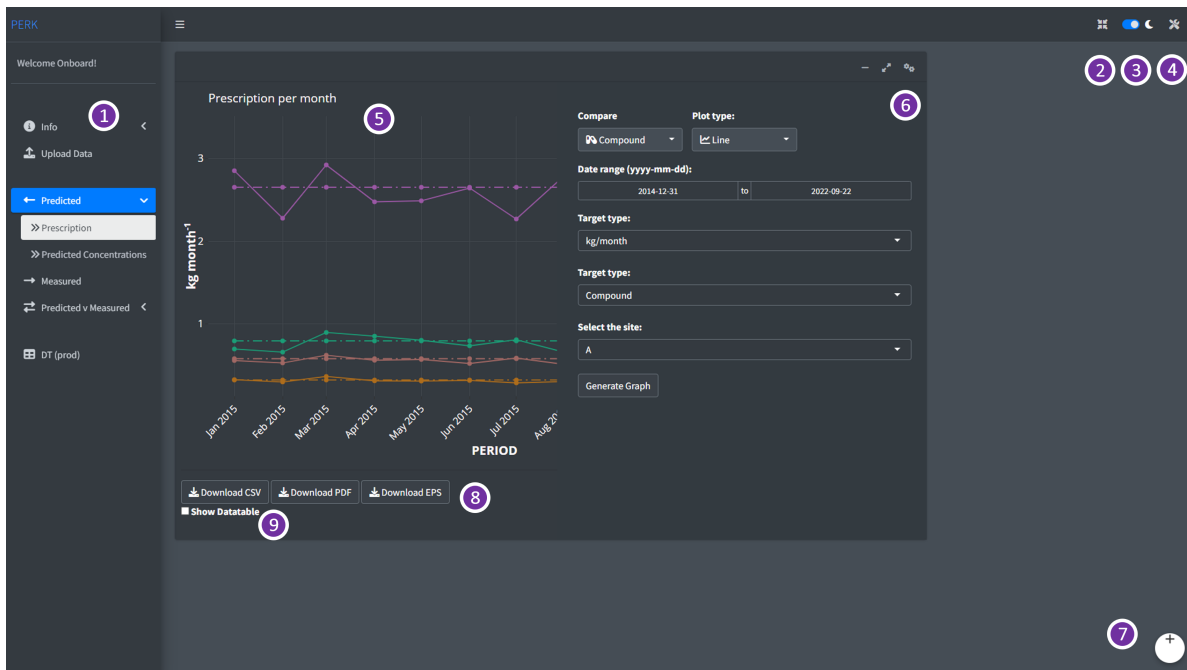 PERK
Welcome Onboard!
1
Info
Upload Data
Predicted
Prescription
Predicted Concentrations
Measured
Predicted v Measured
DT (prod)
2
3
4
5
6
Prescription per month
3
2
1
kg month-1
Jan 2015
Feb 2015
Mar 2015
Apr 2015
May 2015
Jun 2015
Jul 2015
Aug 20
PERIOD
Compare
Plot type:
Compound
Line
Date range (yyyy-mm-dd):
2014-12-31 to 2022-09-22
Target type:
kg/month
Target type:
Compound
Select the site:
A
Generate Graph
Download CSV
Download PDF
Download EPS
8
Show Datatable
9
7
+